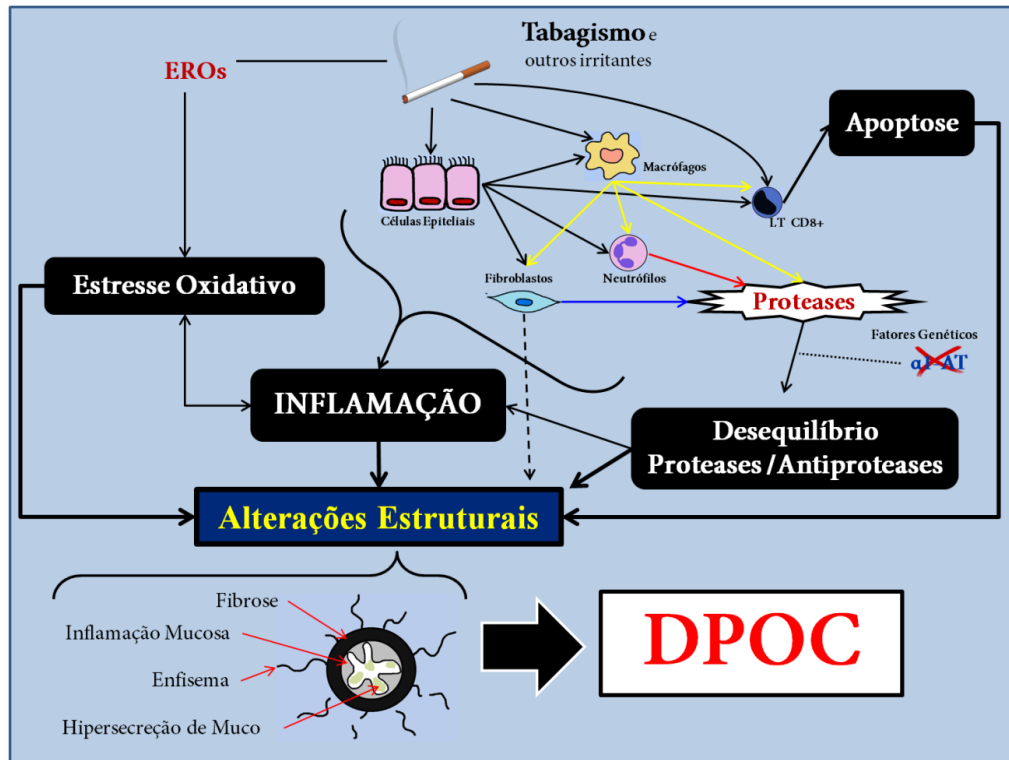 Tabagismo e
outros irritantes
EROs
Apoptose
Macrófagos
Células Epiteliais
LT CD8+
Fibroblastos
Neutrófilos
Estresse Oxidativo
Proteases
Fatores Genéticos
α1-AT
INFLAMAÇÃO
Desequilíbrio
Proteases /Antiproteases
Alterações Estruturais
Fibrose
Inflamação Mucosa
Enfisema
Hipersecreção de Muco
DPOC